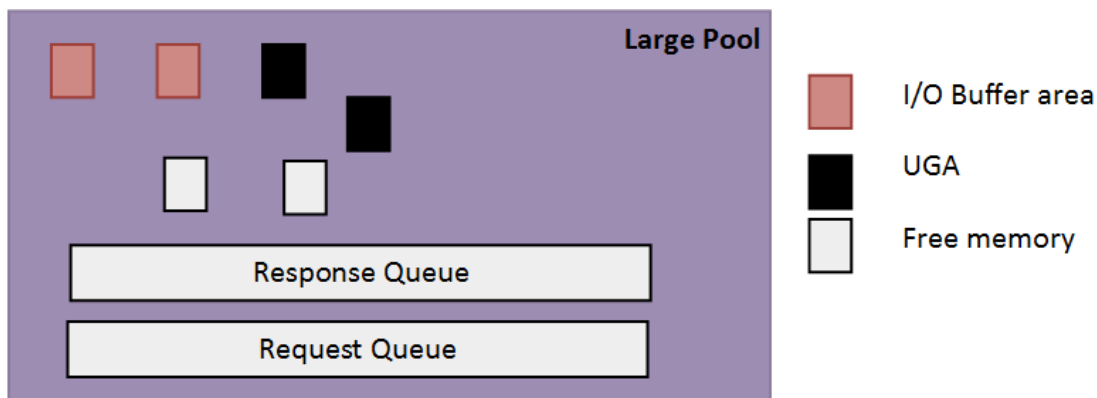 Large Pool
I/O Buffer area
UGA
Free memory
Response Queue
Request Queue